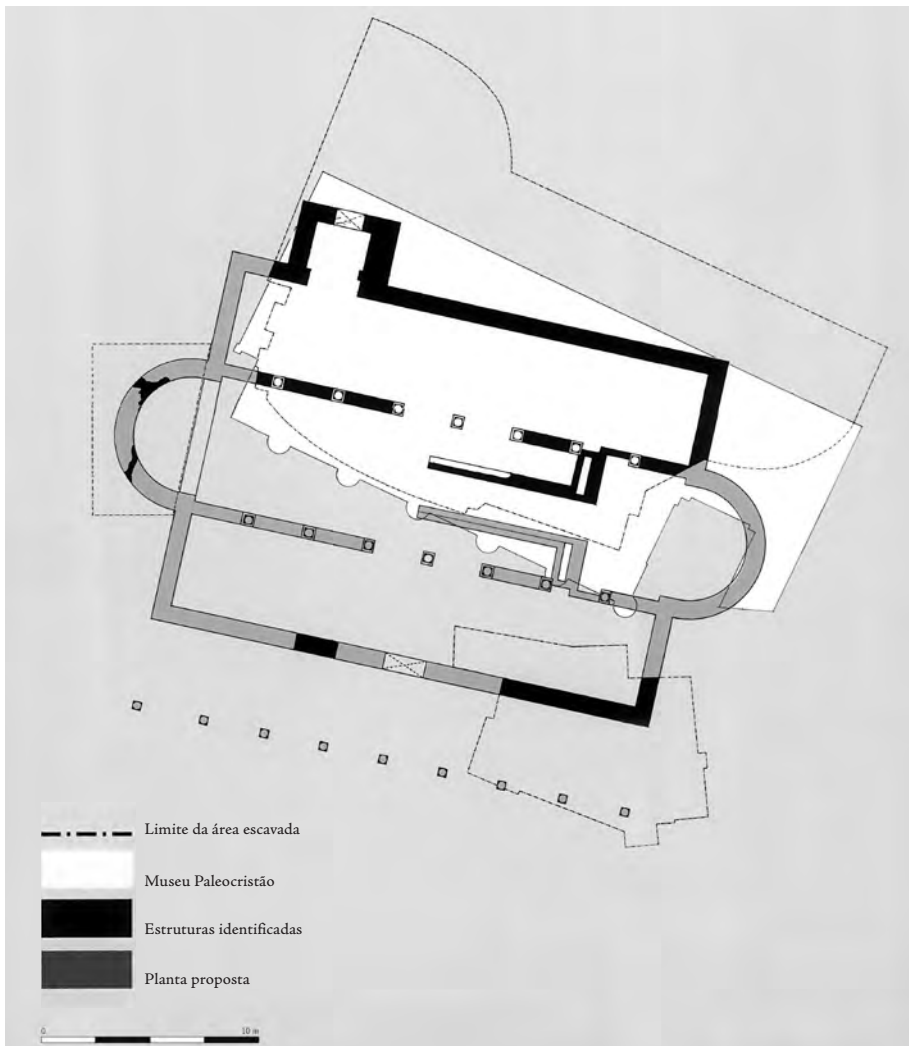 Limite da área escavada
Museu Paleocristão
Estruturas identificadas
Planta proposta
0 10 m